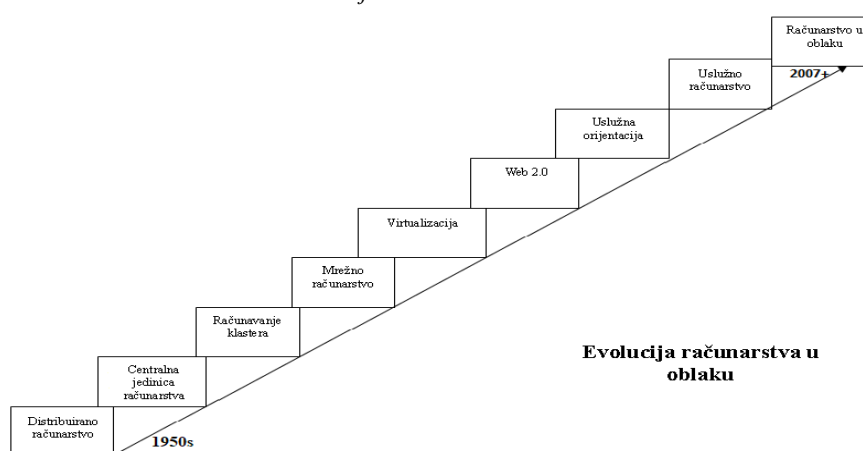 Računarstvo u
oblaku
2007+
Uslužno
računarstvo
Uslužna
orijentacija
Web 2.0
Virtualizacija
Mrežno
računarstvo
Računavanje
klastera
Evolucija računarstva u
oblaku
Centralna
jedinica
računarstva
Distribuirano
računarstvo
1950s